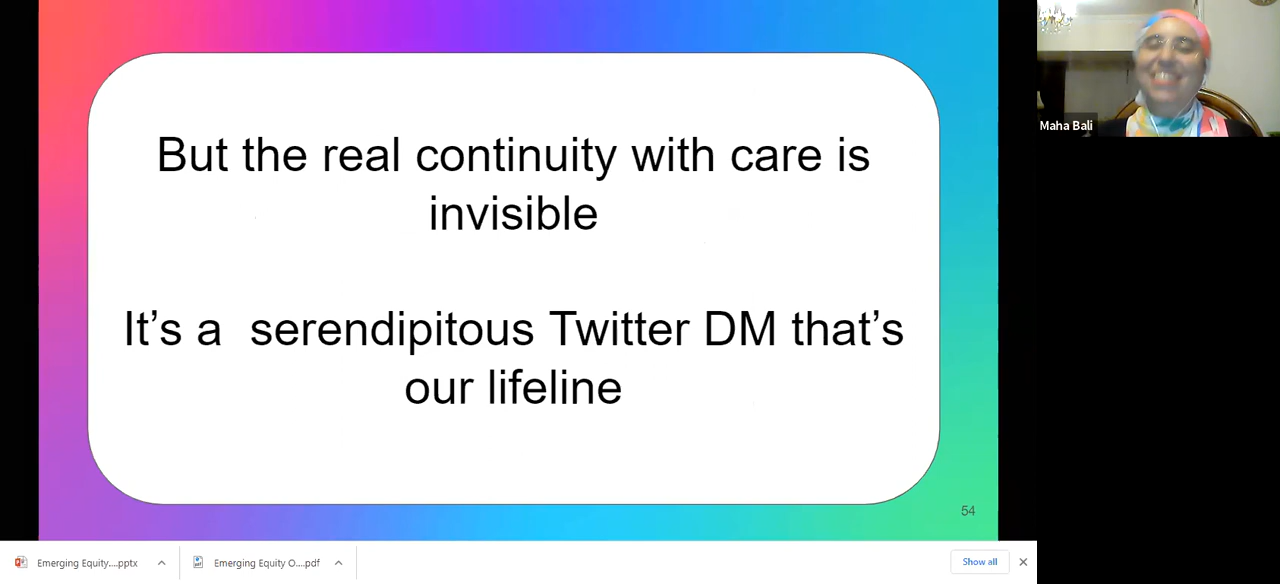 But the real continuity with care is
invisible
It’s a  serendipitous Twitter DM that’s
our lifeline
54
Maha Bali
Emerging Equity....pptx
Emerging Equity O....pdf
Show all